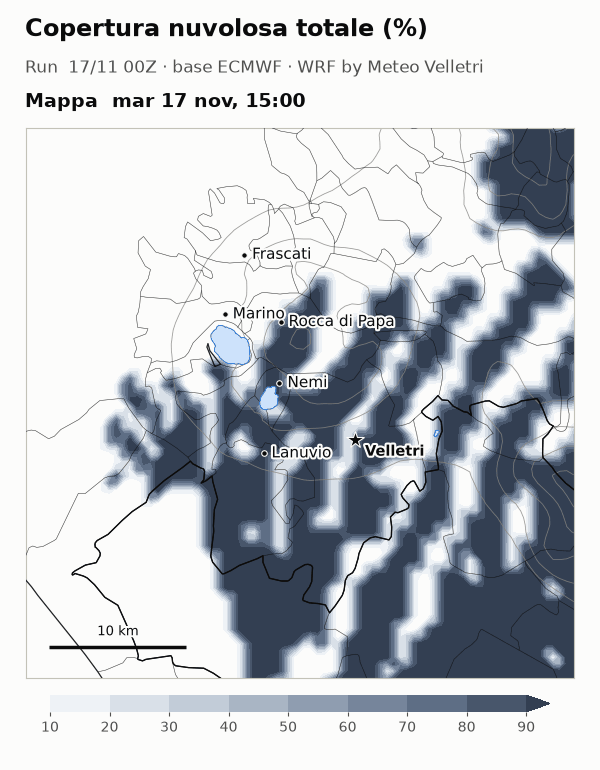 Copertura nuvolosa totale (%)
Run  17/11 00Z · base ECMWF · WRF by Meteo Velletri
Mappa  mar 17 nov, 15:00
Frascati
Marino
Rocca di Papa
Nemi
Velletri
Lanuvio
10 km
10 20 30 40 50 60 70 80 90